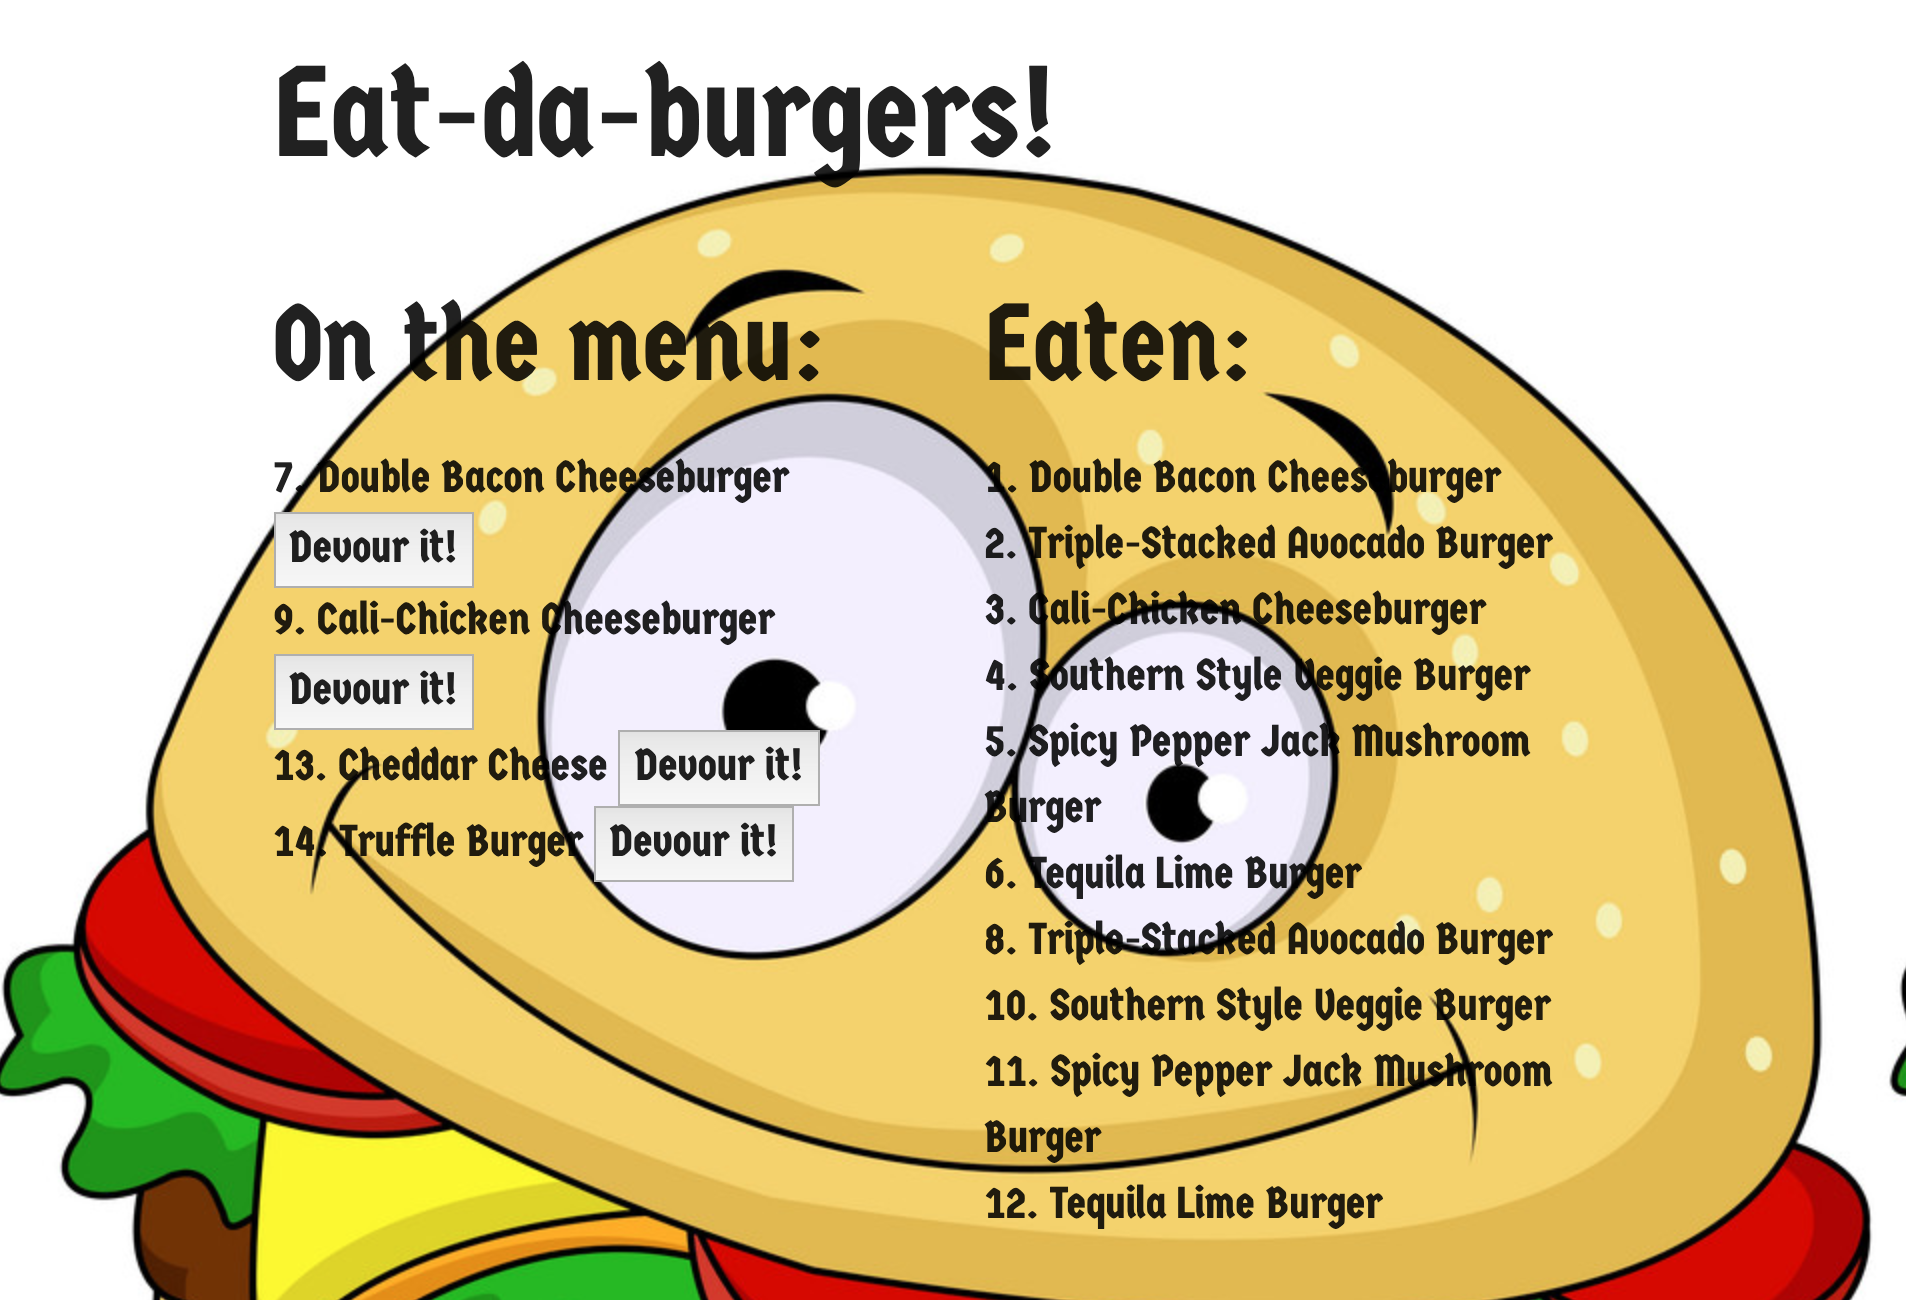 Eat-da-burgers!
On the menu:
7. Double Bacon Cheeseburger
Devour it!
9. Cali-Chicken Cheeseburger
Devour it!
13. Cheddar Cheese Devour it!
14. Truffle Burger Devour it!
Eaten:
1. Double Bacon Cheeseburger
2. Triple-Stacked Avocado Burger
3. Cali-Chicken Cheeseburger
4. Southern Style Veggie Burger
5. Spicy Pepper Jack Mushroom
Burger
6. Tequila Lime Burger
8. Triple-Stacked Avocado Burger
10. Southern Style Veggie Burger
11. Spicy Pepper Jack Mushroom
Burger
12. Tequila Lime Burger